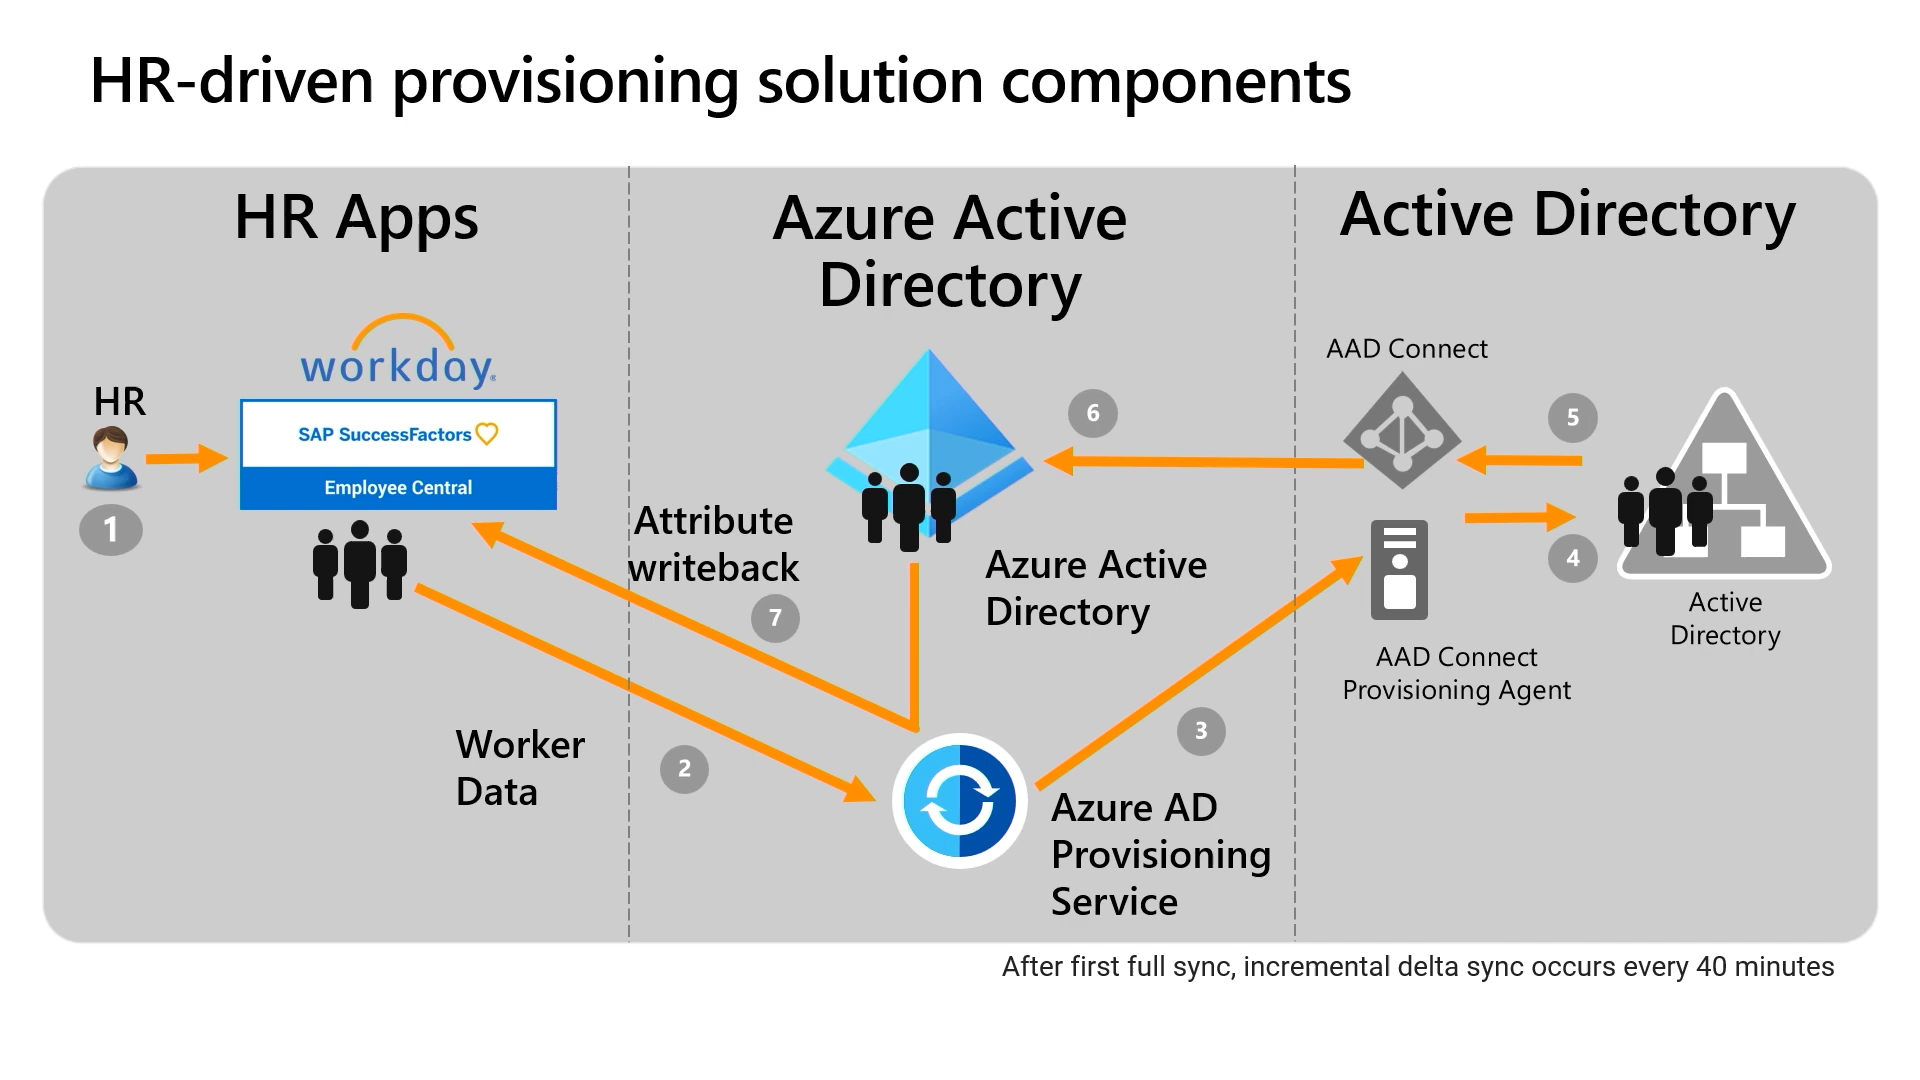 HR-driven provisioning solution components
HR Apps
Azure Active
Directory
Active Directory
workday®
HR
SAP SuccessFactors
Employee Central
1
Attribute
writeback
7
Worker
Data
2
6
Azure Active
Directory
3
Azure AD
Provisioning
Service
AAD Connect
5
4
Active
Directory
AAD Connect
Provisioning Agent
After first full sync, incremental delta sync occurs every 40 minutes